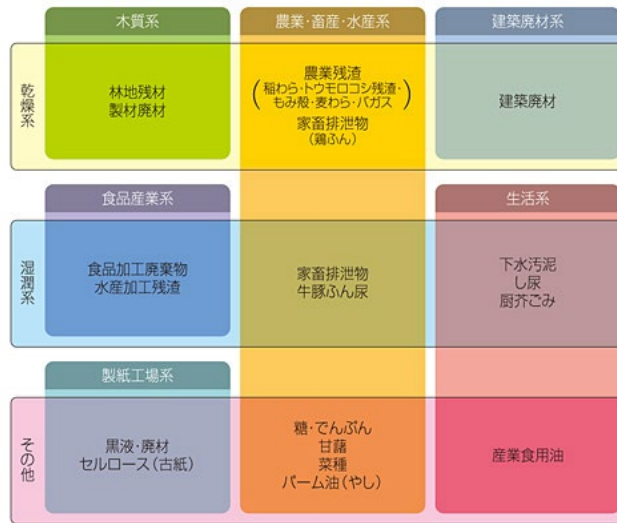 木質系
農業・畜産・水産系
建築廃材系
乾燥系
林地残材
製材廃材
農業残渣
(稲わら・トウモロコシ残渣・
もみ殻・麦わら・バガス)
家畜排泄物
(鶏ふん)
建築廃材
食品産業系
生活系
湿潤系
食品加工廃棄物
水産加工残渣
家畜排泄物
牛豚ふん尿
下水汚泥
し尿
厨芥ごみ
製紙工場系
その他
黒液・廃材
セルロース(古紙)
糖・でんぷん
甘藷
菜種
パーム油(やし)
産業食用油